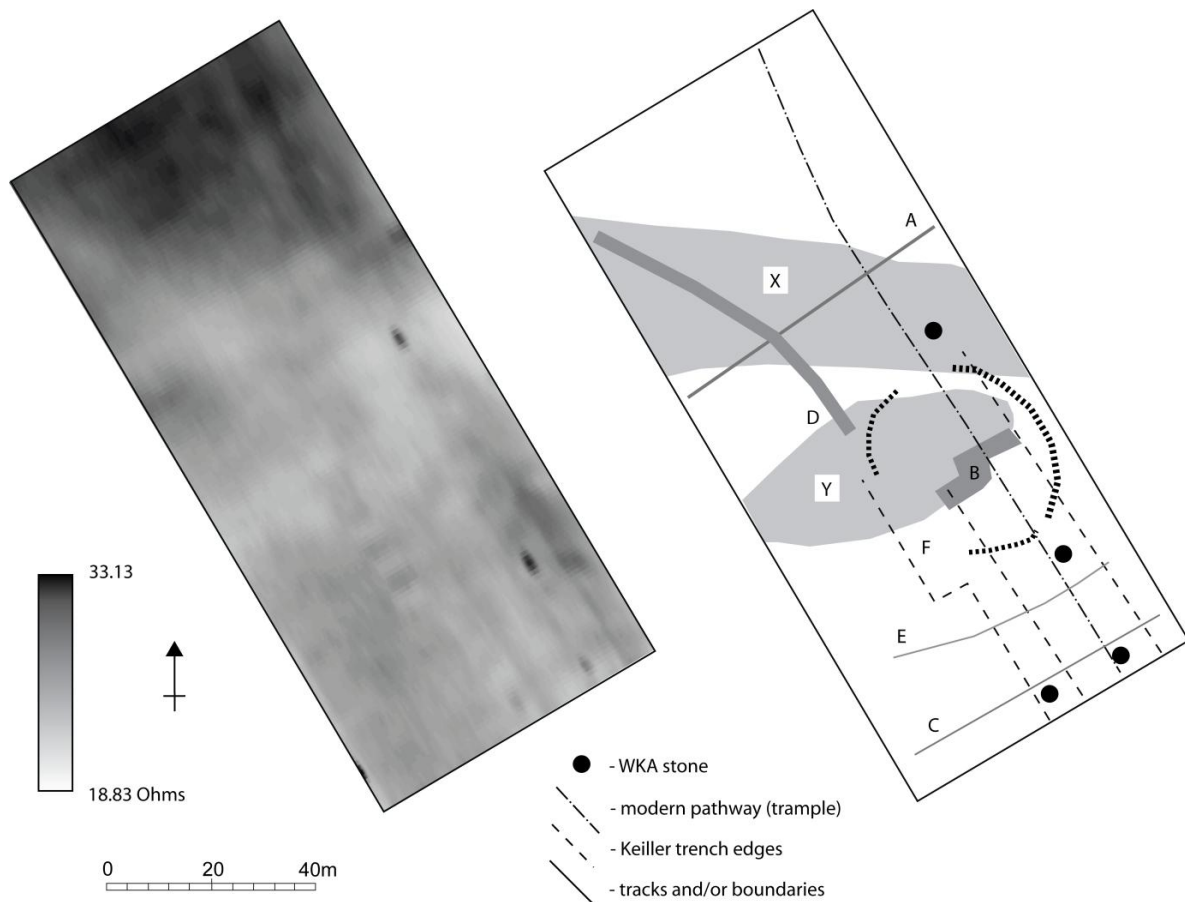 A
X
D
B
Y
F
E
C
33.13
18.83 Ohms
0 20 40m
- WKA stone
- modern pathway (trample)
- Keiller trench edges
- tracks and/or boundaries